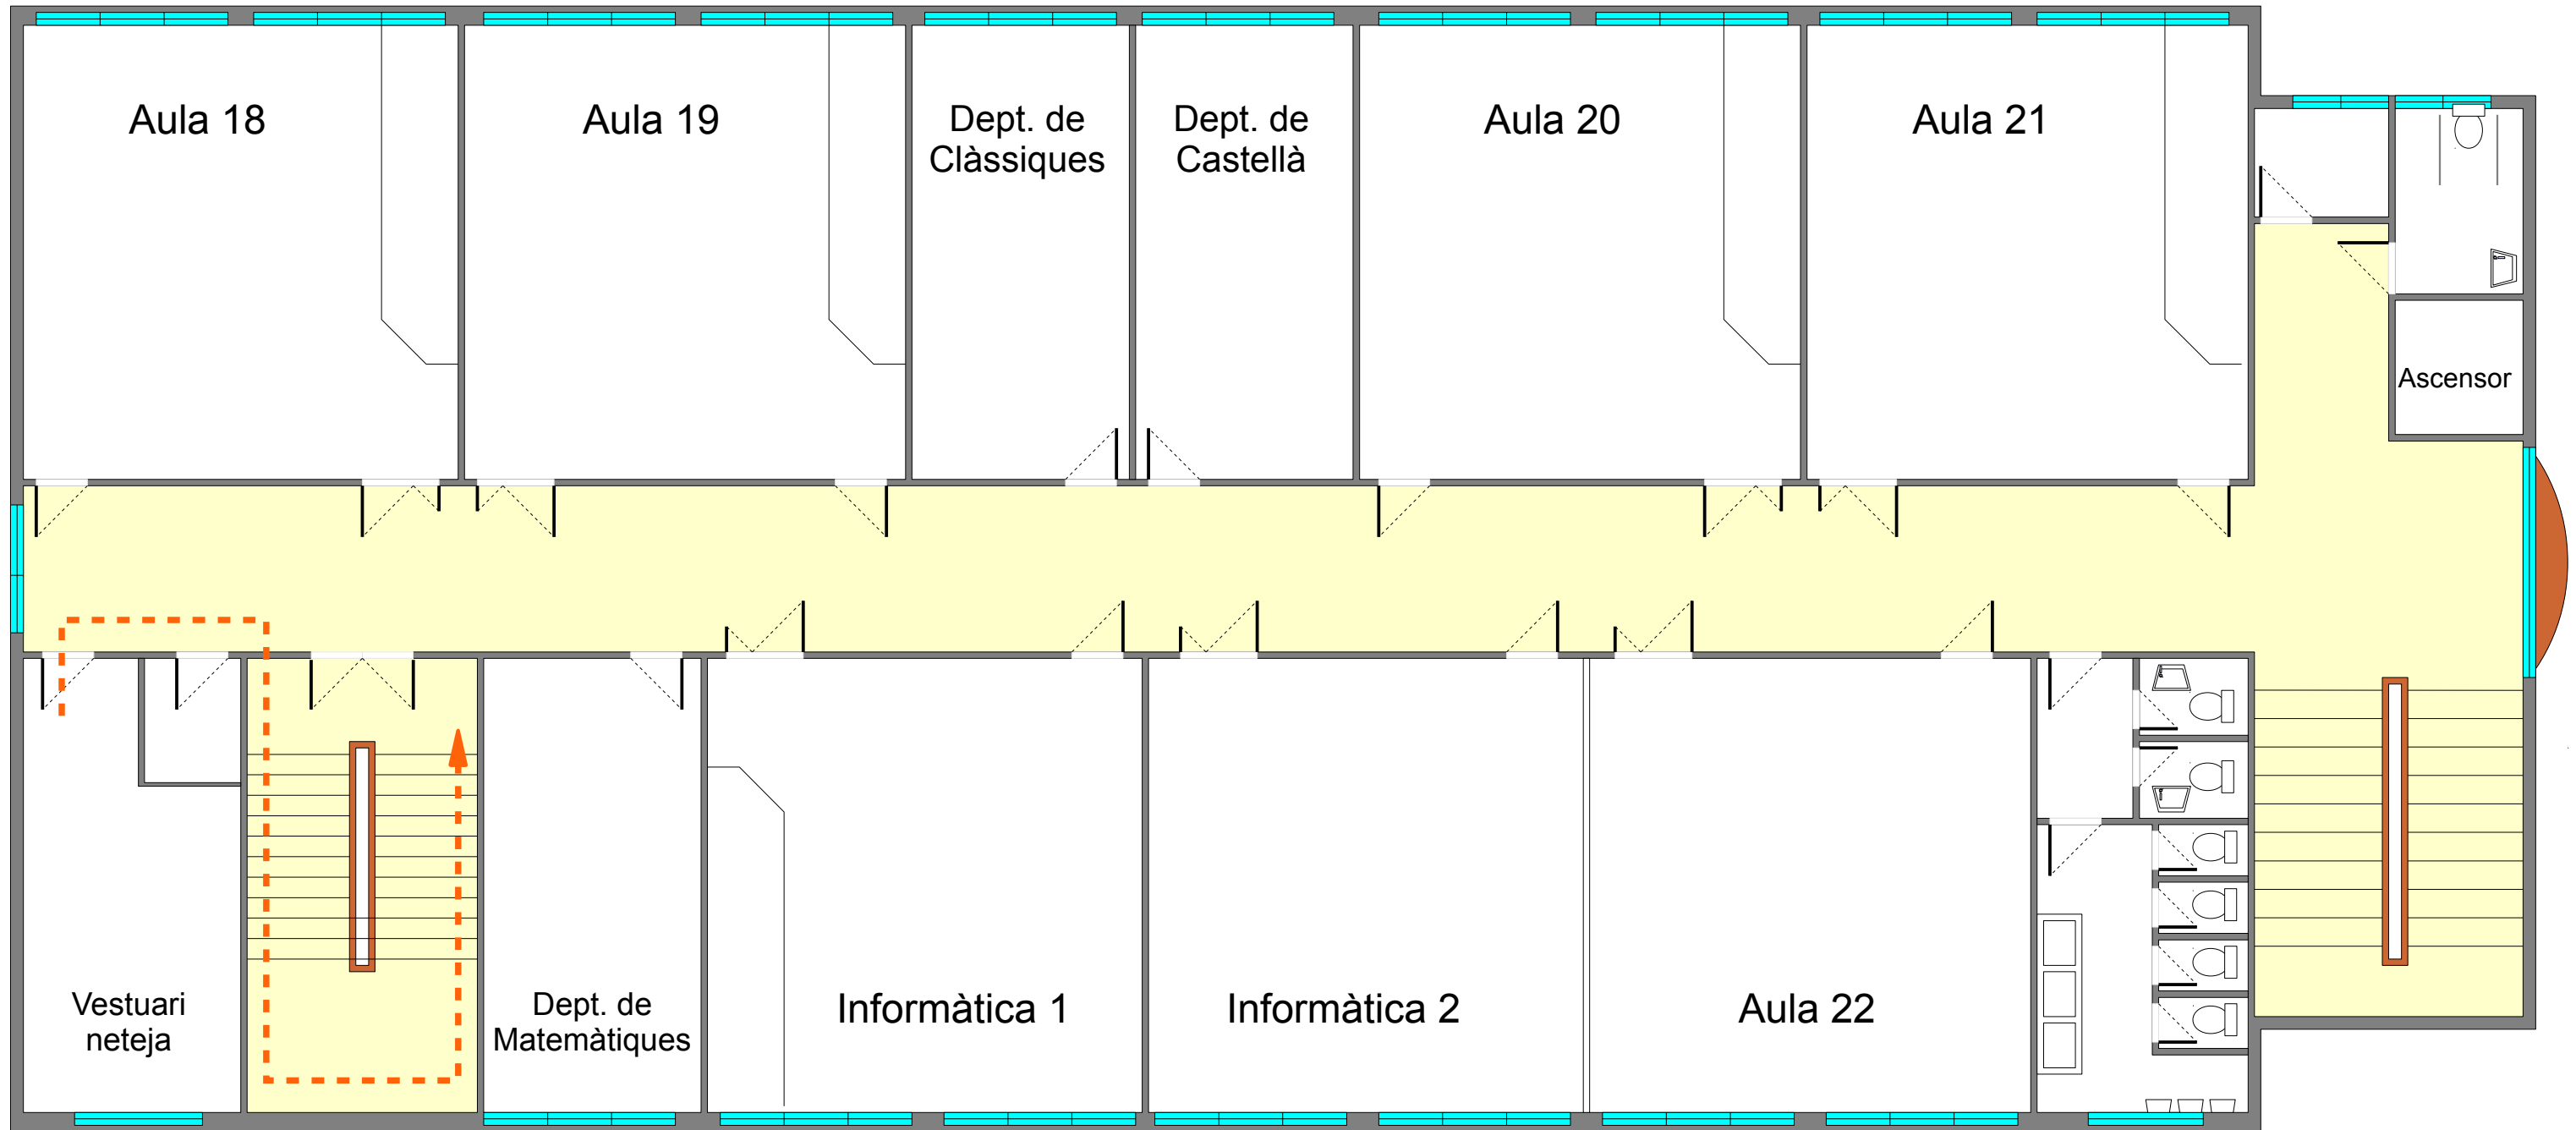 Aula 18
Aula 19
Dept. de
Clàssiques
Dept. de
Castellà
Aula 20
Aula 21
Ascensor
Vestuari
neteja
Dept. de
Matemàtiques
Informàtica 1
Informàtica 2
Aula 22